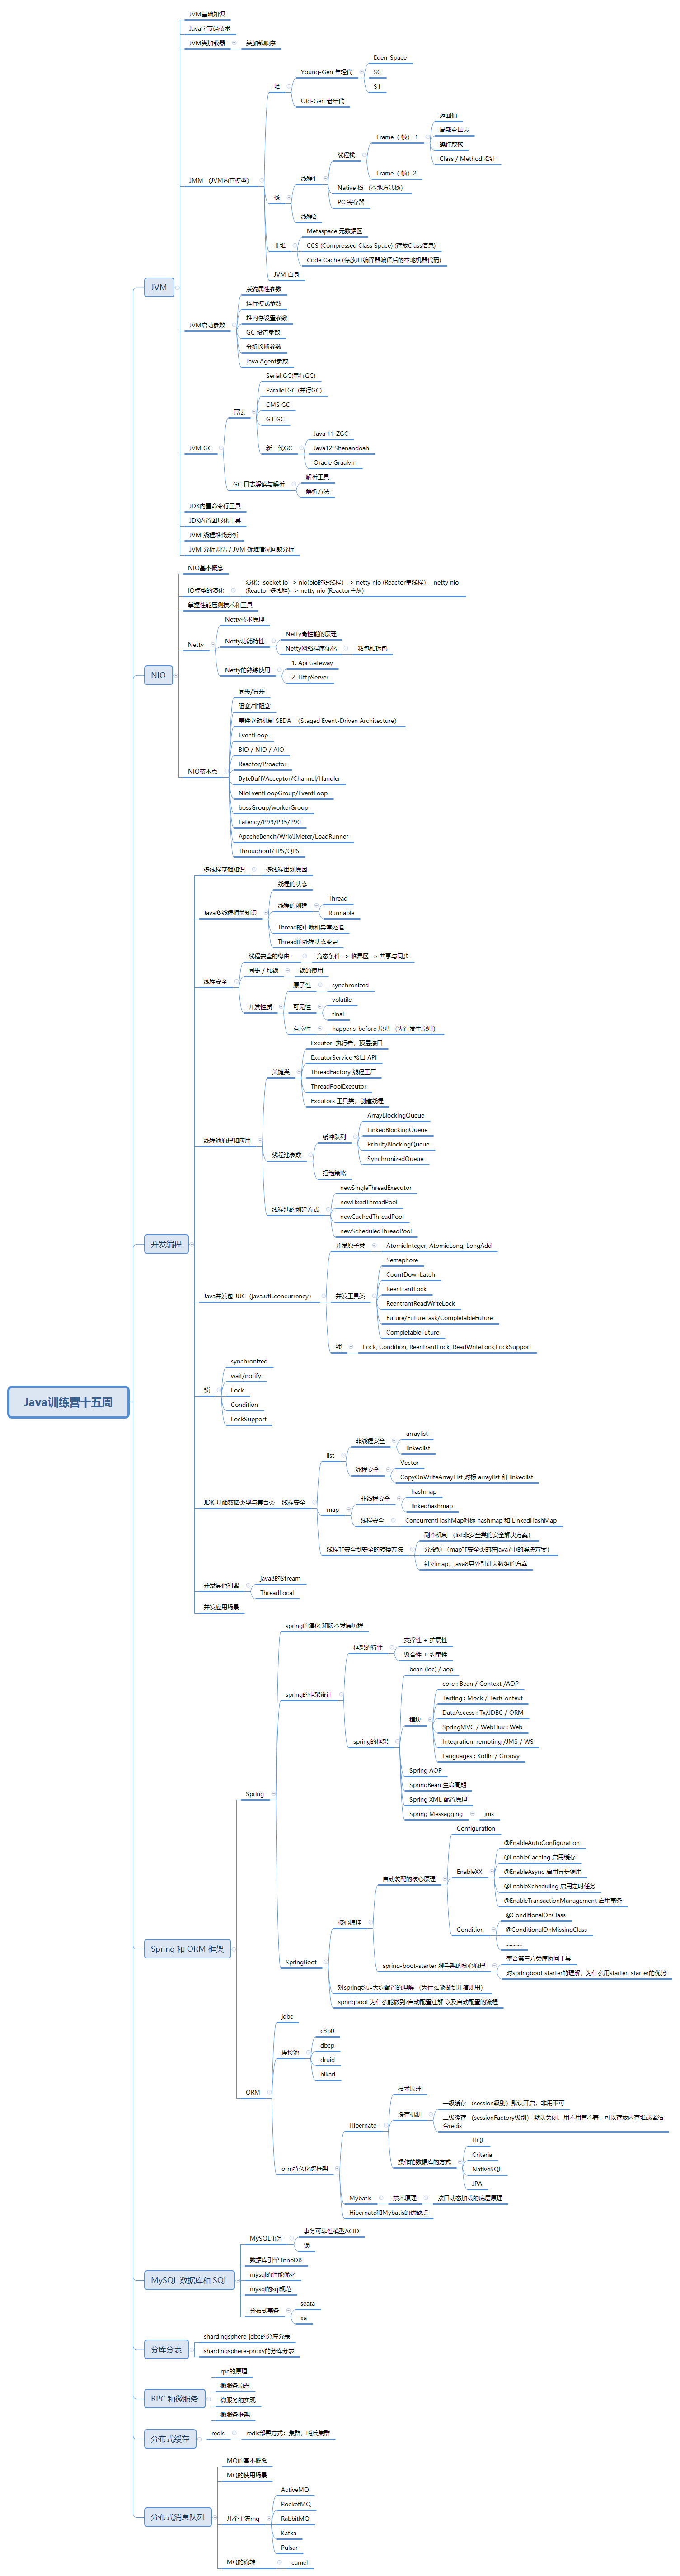 Java训练营十五周
JVM
JVM基础知识
Java字节码技术
JVM类加载器
类加载顺序
JMM （JVM内存模型）
堆
Young-Gen 年轻代
Eden-Space
S0
S1
Old-Gen 老年代
栈
线程1
线程栈
Frame（ 帧） 1
返回值
局部变量表
操作数栈
Class / Method 指针
Frame（ 帧）2
Native 栈 （本地方法栈）
PC 寄存器
线程2
非堆
Metaspace 元数据区
CCS (Compressed Class Space) (存放Class信息)
Code Cache (存放JIT编译器编译后的本地机器代码)
JVM 自身
JVM启动参数
系统属性参数
运行模式参数
堆内存设置参数
GC 设置参数
分析诊断参数
Java Agent参数
JVM GC
算法
Serial GC(串行GC)
Parallel GC (并行GC)
CMS GC
G1 GC
新一代GC
Java 11 ZGC
Java12 Shenandoah
Oracle Graalvm
GC 日志解读与解析
解析工具
解析方法
JDK内置命令行工具
JDK内置图形化工具
JVM 线程堆栈分析
JVM 分析调优 / JVM 疑难情况问题分析
NIO
NIO基本概念
IO模型的演化
演化：socket io -> nio(bio的多线程）-> netty nio (Reactor单线程）- netty nio
(Reactor 多线程) -> netty nio (Reactor主从)
掌握性能压测技术和工具
Netty
Netty技术原理
Netty功能特性
Netty高性能的原理
Netty网络程序优化
粘包和拆包
Netty的熟练使用
1. Api Gateway
2. HttpServer
NIO技术点
同步/异步
阻塞/非阻塞
事件驱动机制 SEDA （Staged Event-Driven Architecture）
EventLoop
BIO / NIO / AIO
Reactor/Proactor
ByteBuff/Acceptor/Channel/Handler
NioEventLoopGroup/EventLoop
bossGroup/workerGroup
Latency/P99/P95/P90
ApacheBench/Wrk/JMeter/LoadRunner
Throughout/TPS/QPS
并发编程
多线程基础知识
多线程出现原因
Java多线程相关知识
线程的状态
线程的创建
Thread
Runnable
Thread的中断和异常处理
Thread的线程状态变更
线程安全
线程安全的缘由：
竞态条件 -> 临界区 -> 共享与同步
同步 / 加锁
锁的使用
并发性质
原子性
synchronized
可见性
volatile
final
有序性
happens-before 原则 （先行发生原则）
线程池原理和应用
关键类
Excutor 执行者，顶层接口
ExcutorService 接口 API
ThreadFactory 线程工厂
ThreadPoolExecutor
Excutors 工具类，创建线程
线程池参数
缓冲队列
ArrayBlockingQueue
LinkedBlockingQueue
PriorityBlockingQueue
SynchronizedQueue
拒绝策略
线程池的创建方式
newSingleThreadExecutor
newFixedThreadPool
newCachedThreadPool
newScheduledThreadPool
Java并发包 JUC（java.util.concurrency）
并发原子类
AtomicInteger, AtomicLong, LongAdd
并发工具类
Semaphore
CountDownLatch
ReentrantLock
ReentrantReadWriteLock
Future/FutureTask/CompletableFuture
CompletableFuture
锁
Lock, Condition, ReentrantLock, ReadWriteLock,LockSupport
锁
synchronized
wait/notify
Lock
Condition
LockSupport
JDK 基础数据类型与集合类 线程安全
list
非线程安全
arraylist
linkedlist
线程安全
Vector
CopyOnWriteArrayList 对标 arraylist 和 linkedlist
map
非线程安全
hashmap
linkedhashmap
线程安全
ConcurrentHashMap对标 hashmap 和 LinkedHashMap
线程非安全到安全的转换方法
副本机制 （list非安全类的安全解决方案）
分段锁 （map非安全类的在java7中的解决方案）
针对map，java8另外引进大数组的方案
并发其他利器
java8的Stream
ThreadLocal
并发应用场景
Spring 和 ORM 框架
Spring
spring的演化 和版本发展历程
spring的框架设计
框架的特性
支撑性 + 扩展性
聚合性 + 约束性
spring的框架
bean (ioc) / aop
模块
core : Bean / Context /AOP
Testing : Mock / TestContext
DataAccess : Tx/JDBC / ORM
SpringMVC / WebFlux : Web
Integration: remoting /JMS / WS
Languages : Kotlin / Groovy
Spring AOP
SpringBean 生命周期
Spring XML 配置原理
Spring Messagging
jms
SpringBoot
核心原理
自动装配的核心原理
Configuration
EnableXX
@EnableAutoConfiguration
@EnableCaching 启用缓存
@EnableAsync 启用异步调用
@EnableScheduling 启用定时任务
@EnableTransactionManagement 启用事务
Condition
@ConditionalOnClass
@ConditionalOnMissingClass
spring-boot-starter 脚手架的核心原理
整合第三方类库协同工具
对springboot starter的理解，为什么用starter, starter的优势
对spring约定大约配置的理解 （为什么能做到开箱即用）
springboot 为什么能做到z自动配置注解 以及自动配置的流程
ORM
jdbc
连接池
c3p0
dbcp
druid
hikari
orm持久化跨框架
Hibernate
技术原理
缓存机制
一级缓存 （session级别）默认开启，非用不可
二级缓存 （sessionFactory级别） 默认关闭，用不用管不着，可以存放内存堆或者结
合redis
操作的数据库的方式
HQL
Criteria
NativeSQL
JPA
Mybatis
技术原理
接口动态加载的底层原理
Hibernate和Mybatis的优缺点
MySQL 数据库和 SQL
MySQL事务
事务可靠性模型ACID
锁
数据库引擎 InnoDB
mysql的性能优化
mysql的sql规范
分布式事务
seata
xa
分库分表
shardingsphere-jdbc的分库分表
shardingsphere-proxy的分库分表
RPC 和微服务
rpc的原理
微服务原理
微服务的实现
微服务框架
分布式缓存
redis
redis部署方式：集群，哨兵集群
分布式消息队列
MQ的基本概念
MQ的使用场景
几个主流mq
ActiveMQ
RocketMQ
RabbitMQ
Kafka
Pulsar
MQ的流转
camel